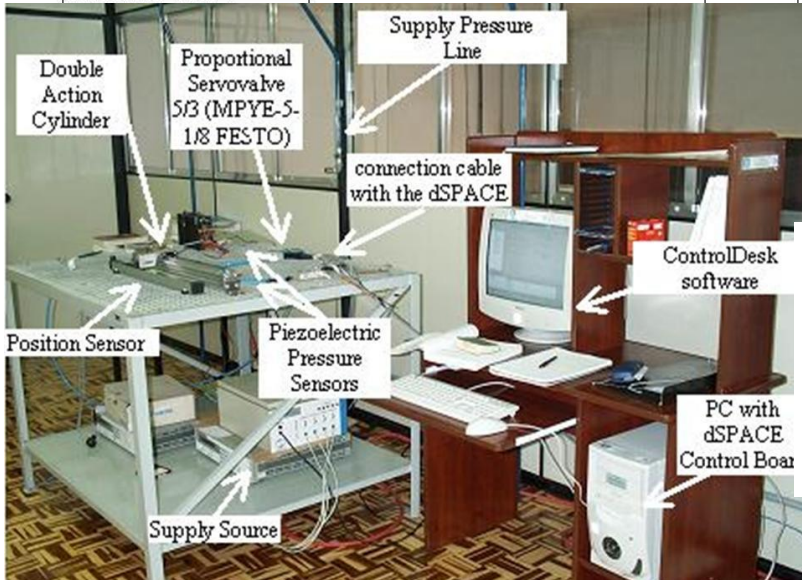 Supply Pressure
Line
Double
Action
Cylinder
Proportional
Servovalve
5/3 (MPYE-5-
1/8 FESTO)
connection cable
with the dSPACE
ControlDesk
software
Position Sensor
Piezoelectric
Pressure
Sensors
PC with
dSPACE
Control Boar
Supply Source